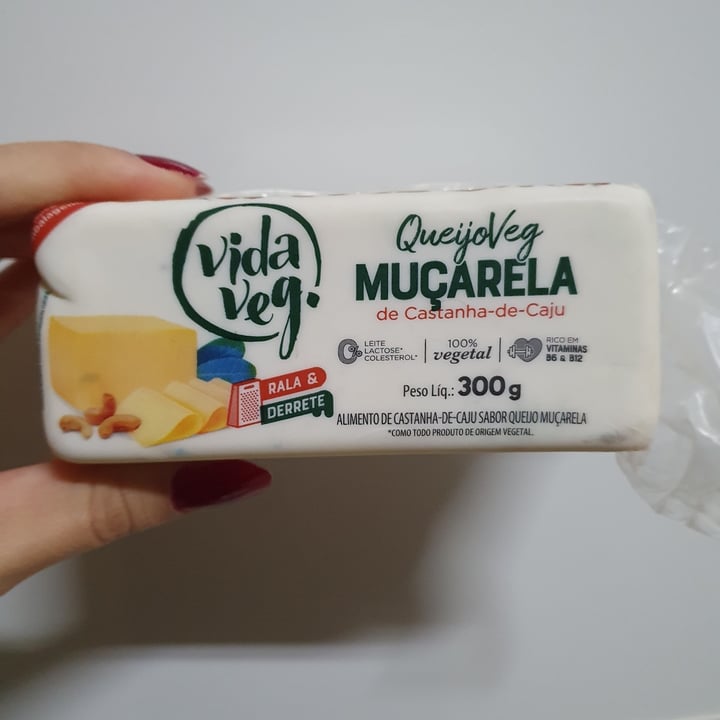 vida
veg.
QueijoVeg
MUÇARELA
de Castanha-de-Caju
0%
LEITE
LACTOSE*
COLESTEROL*
100%
vegetal
RICO EM
VITAMINAS
B6 & B12
RALA &
DERRETE
Peso Líq.: 300g
ALIMENTO DE CASTANHA-DE-CAJU SABOR QUEIJO MUÇARELA
*COMO TODO PRODUTO DE ORIGEM VEGETAL.